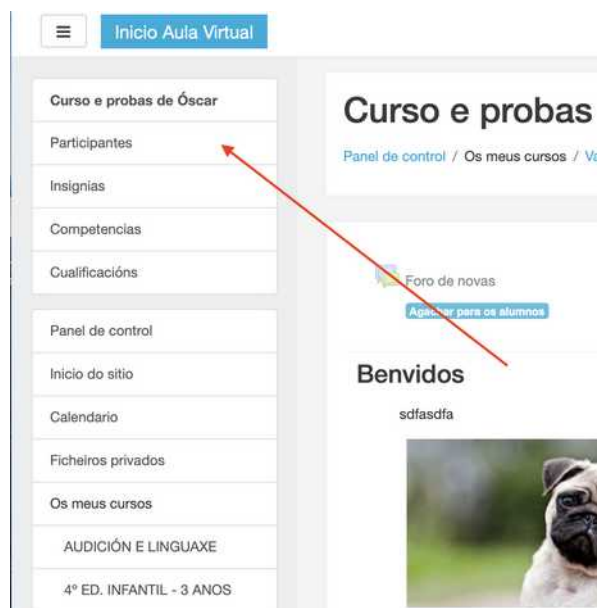 Inicio Aula Virtual
Curso e probas de Óscar
Participantes
Insignias
Competencias
Cualificacións
Panel de control
Inicio do sitio
Calendario
Ficheiros privados
Os meus cursos
AUDICIÓN E LINGUAXE
4º ED. INFANTIL - 3 ANOS
Curso e probas
Panel de control / Os meus cursos /
Foro de novas
Agachar para os alumnos
Benvidos
sdfasdfa